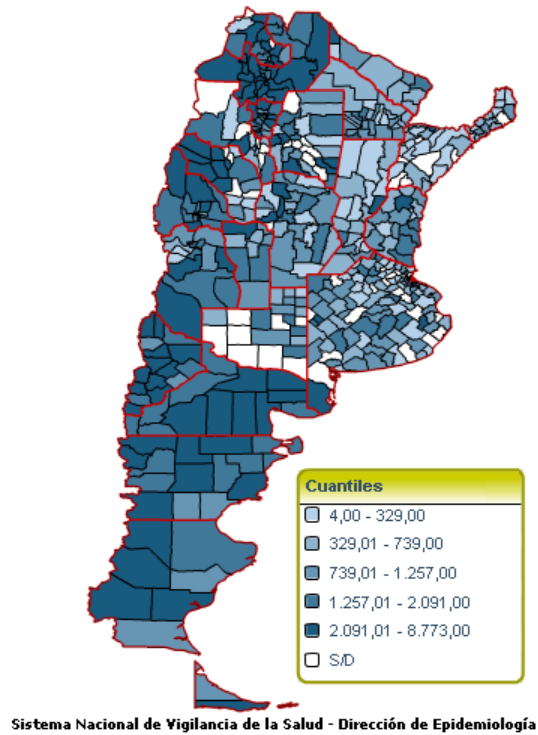 Cuantiles
4,00 - 329,00
329,01 - 739,00
739,01 - 1.257,00
1.257,01 - 2.091,00
2.091,01 - 8.773,00
S/D
Sistema Nacional de Vigilancia de la Salud - Dirección de Epidemiología